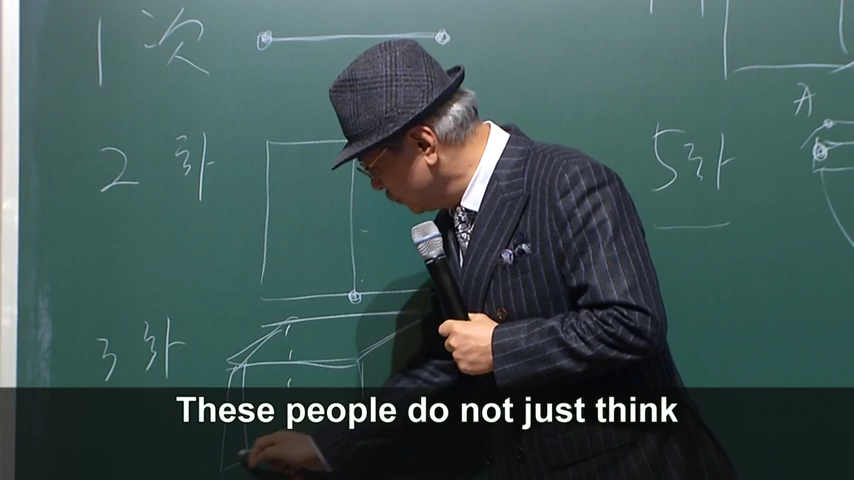 1 次
2 차
5차
A
3 차
These people do not just think